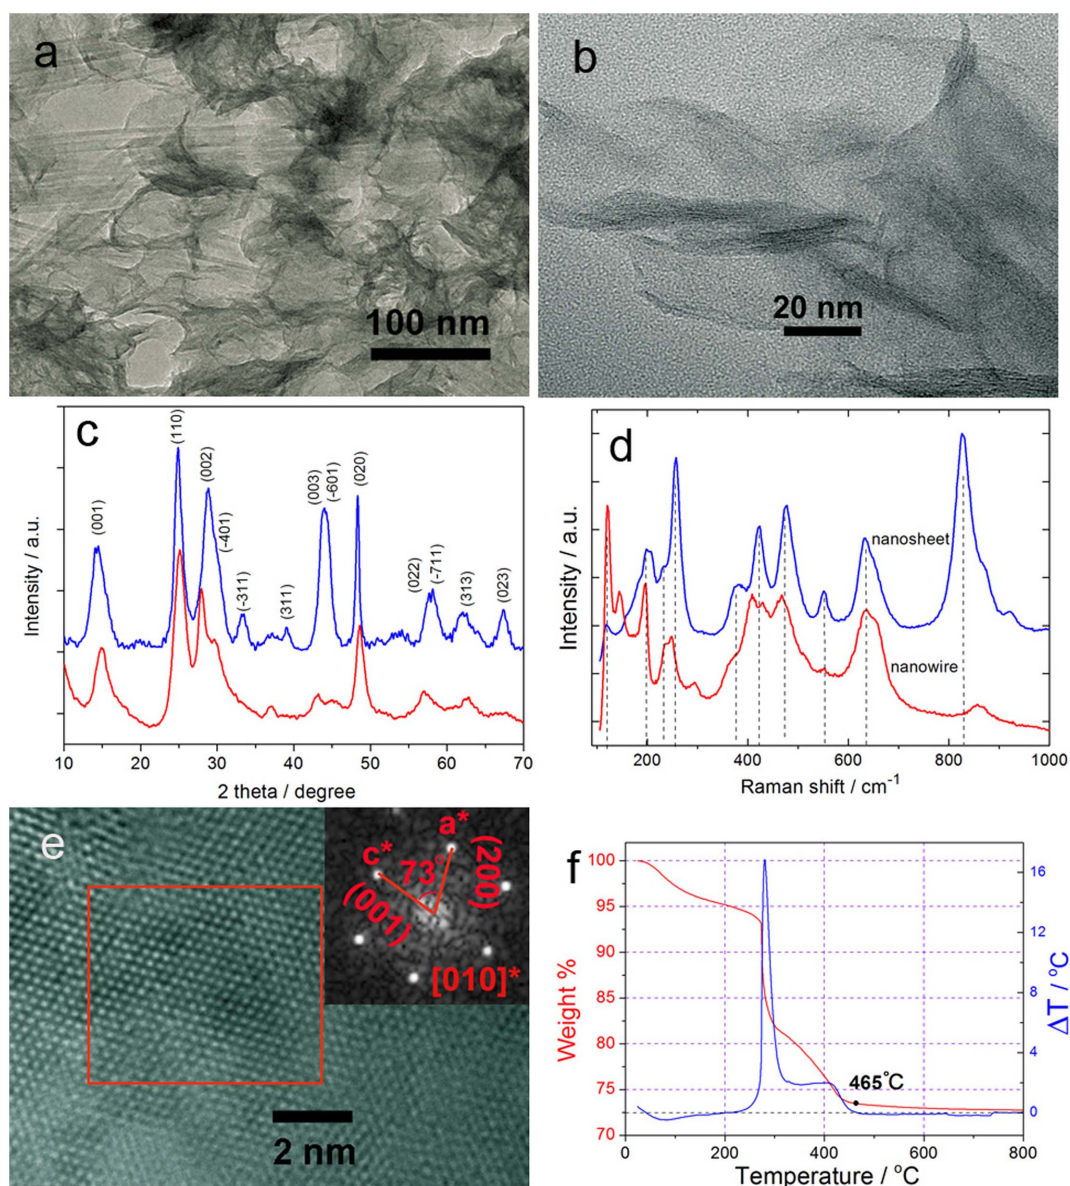 a
100 nm
b
20 nm
c
(001)
(110)
(002)
(-401)
(-311)
(311)
(003)
(-601)
(020)
(022)
(-711)
(313)
(023)
Intensity / a.u.
10 20 30 40 50 60 70
2 theta / degree
d
nanosheet
nanowire
Intensity / a.u.
200 400 600 800 1000
Raman shift / cm⁻¹
e
a*
c*
73°
(200)
(001)
[010]*
2 nm
f
100
95
90
85
80
75
70
Weight %
16
12
8
4
0
ΔT / °C
465°C
0 200 400 600 800
Temperature / °C